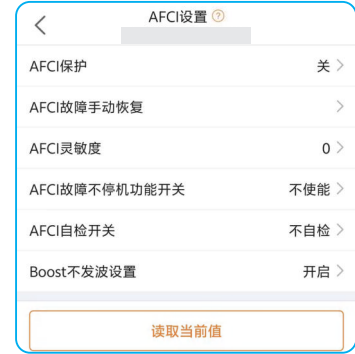 AFCI设置
AFCI保护 关
AFCI故障手动恢复
AFCI灵敏度 0
AFCI故障不停机功能开关 不使能
AFCI自检开关 不自检
Boost不发波设置 开启
读取当前值